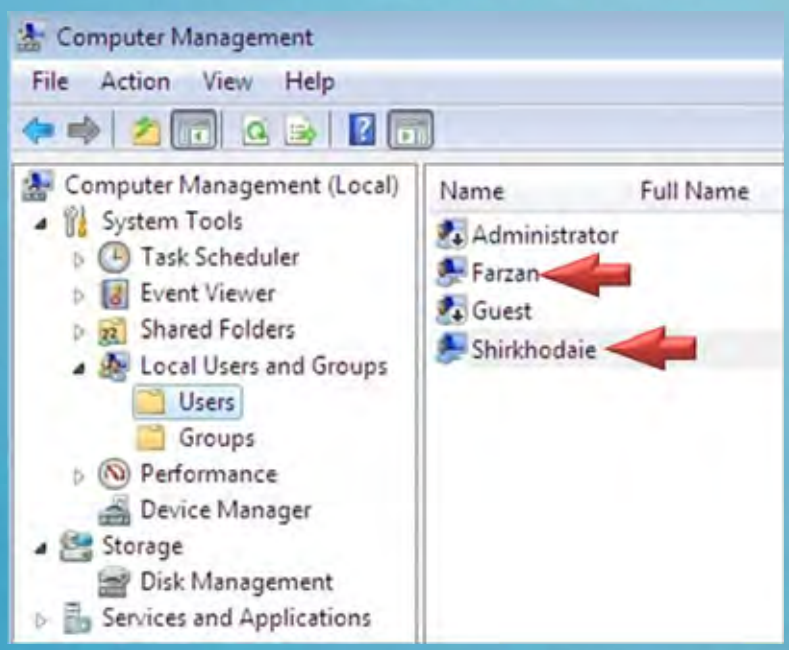 Computer Management
File Action View Help
Computer Management (Local)
System Tools
Task Scheduler
Event Viewer
Shared Folders
Local Users and Groups
Users
Groups
Performance
Device Manager
Storage
Disk Management
Services and Applications
Name Full Name
Administrator
Farzan
Guest
Shirkhodaie